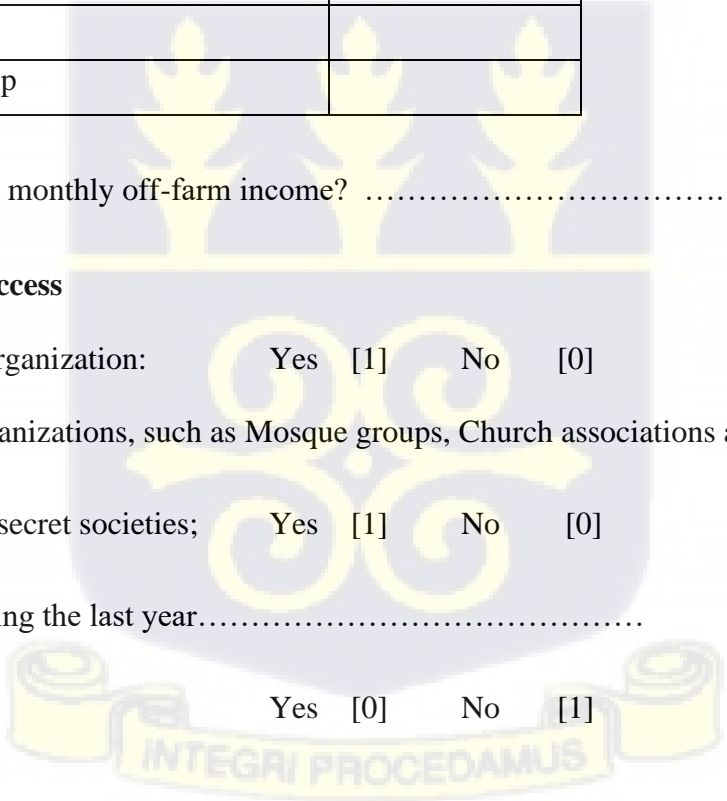 p
monthly off-farm income? ……………………………….
ccess
rganization: Yes [1] No [0]
anizations, such as Mosque groups, Church associations a
secret societies; Yes [1] No [0]
ng the last year……………………………………
Yes [0] No [1]
INTEGRI PROCEDAMUS